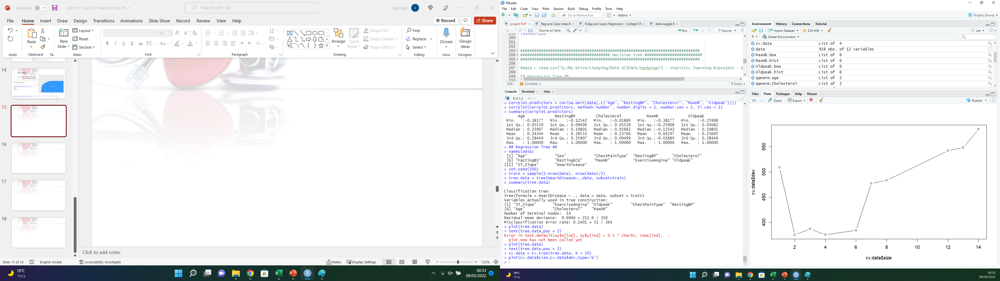 AutoSave Off מצגת - פרויקט R • Saved to this PC Search (Alt+Q) Igor Igor II
File Home Insert Draw Design Transitions Animations Slide Show Record Review View Help Record Share
Undo
Paste
Clipboard
New Slide
Layout
Reset
Section
Slides
18
B I U S ab AV Aa A
Font
Paragraph
Arrange
Quick Styles
Shape Fill
Shape Outline
Shape Effects
Drawing
Find
Replace
Select
Editing
Dictate
Voice
Design Ideas
Designer
14
15
16
17
18
Click to add notes
Slide 15 of 18 English (Israel) Accessibility: Investigate Notes Display Settings 125%
19°C
בהיר
00:33
09/05/2022
6
RStudio
File Edit Code View Plots Session Build Debug Profile Tools Help
Go to file/function Addins Project: (None)
project R.R* Reg and Class trees.R Ridge and Lasso Regression - College1.R data-kaggle.R
Source on Save Run Source
199 (95+89)/220
200
201
202
203 ##############################################################################
204 ####################################### Decision tree #########################
205 ##############################################################################
206
207 #data = read.csv("G:/My Drive/studying/DATA SCIENCE/technion/3 - statistic learning R/project - R
208
209 ## Regression Tree ##
210
229:1 (Untitled) R Script
Console Terminal Jobs
R 4.1.2 · ~/
> corrplot.predictors = cor(na.omit(data[,c("Age", "RestingBP", "Cholesterol", "MaxHR", "Oldpeak")]))
> corrplot(corrplot.predictors, method='number', number.digits = 1, number.cex = 1, tl.cex = 1)
> summary(corrplot.predictors)
Age RestingBP Cholesterol MaxHR Oldpeak
Min. :-0.38177 Min. :-0.12542 Min. :-0.01889 Min. :-0.38177 Min. :-0.25908
1st Qu.: 0.05539 1st Qu.: 0.09499 1st Qu.: 0.05539 1st Qu.:-0.25908 1st Qu.: 0.05682
Median : 0.25907 Median : 0.19801 Median : 0.05682 Median :-0.12542 Median : 0.19801
Mean : 0.24344 Mean : 0.28533 Mean : 0.23766 Mean : 0.04297 Mean : 0.25605
3rd Qu.: 0.28449 3rd Qu.: 0.25907 3rd Qu.: 0.09499 3rd Qu.:-0.01889 3rd Qu.: 0.28449
Max. : 1.00000 Max. : 1.00000 Max. : 1.00000 Max. : 1.00000 Max. : 1.00000
> ## Regression Tree ##
> names(data)
[1] "Age" "Sex" "ChestPainType" "RestingBP" "Cholesterol"
[6] "FastingBS" "RestingECG" "MaxHR" "ExerciseAngina" "Oldpeak"
[11] "ST_Slope" "HeartDisease"
> set.seed(500)
> train = sample(1:nrow(data), nrow(data)/2)
> tree.data = tree(HeartDisease~.,data, subset=train)
> summary(tree.data)
Classification tree:
tree(formula = HeartDisease ~ ., data = data, subset = train)
Variables actually used in tree construction:
[1] "ST_Slope" "ExerciseAngina" "Oldpeak" "ChestPainType" "RestingBP"
[6] "Age" "Cholesterol" "MaxHR"
Number of terminal nodes: 14
Residual mean deviance: 0.6046 = 211.6 / 350
Misclassification error rate: 0.1401 = 51 / 364
> plot(tree.data)
> text(tree.data,pos = 2)
Error in text.default(xy$x[ind], xy$y[ind] + 0.5 * charht, rows[ind], :
plot.new has not been called yet
> plot(tree.data)
> text(tree.data,pos = 2)
> cv.data = cv.tree(tree.data, K = 10)
> plot(cv.data$size,cv.data$dev,type='b')
>
Environment History Connections Tutorial
Import Dataset 324 MiB List
R Global Environment
cv.data List of 4
data 918 obs. of 12 variables
MaxHR.box List of 6
MaxHR.hist List of 6
Oldpeak.box List of 6
Oldpeak.hist List of 6
qqnorm.age List of 2
qqnorm.Cholesterol List of 2
Files Plots Packages Help Viewer
Zoom Export Publish
cv.data$dev
550
500
450
400
2 4 6 8 10 12 14
cv.data$size
19°C
בהיר
00:33
09/05/2022